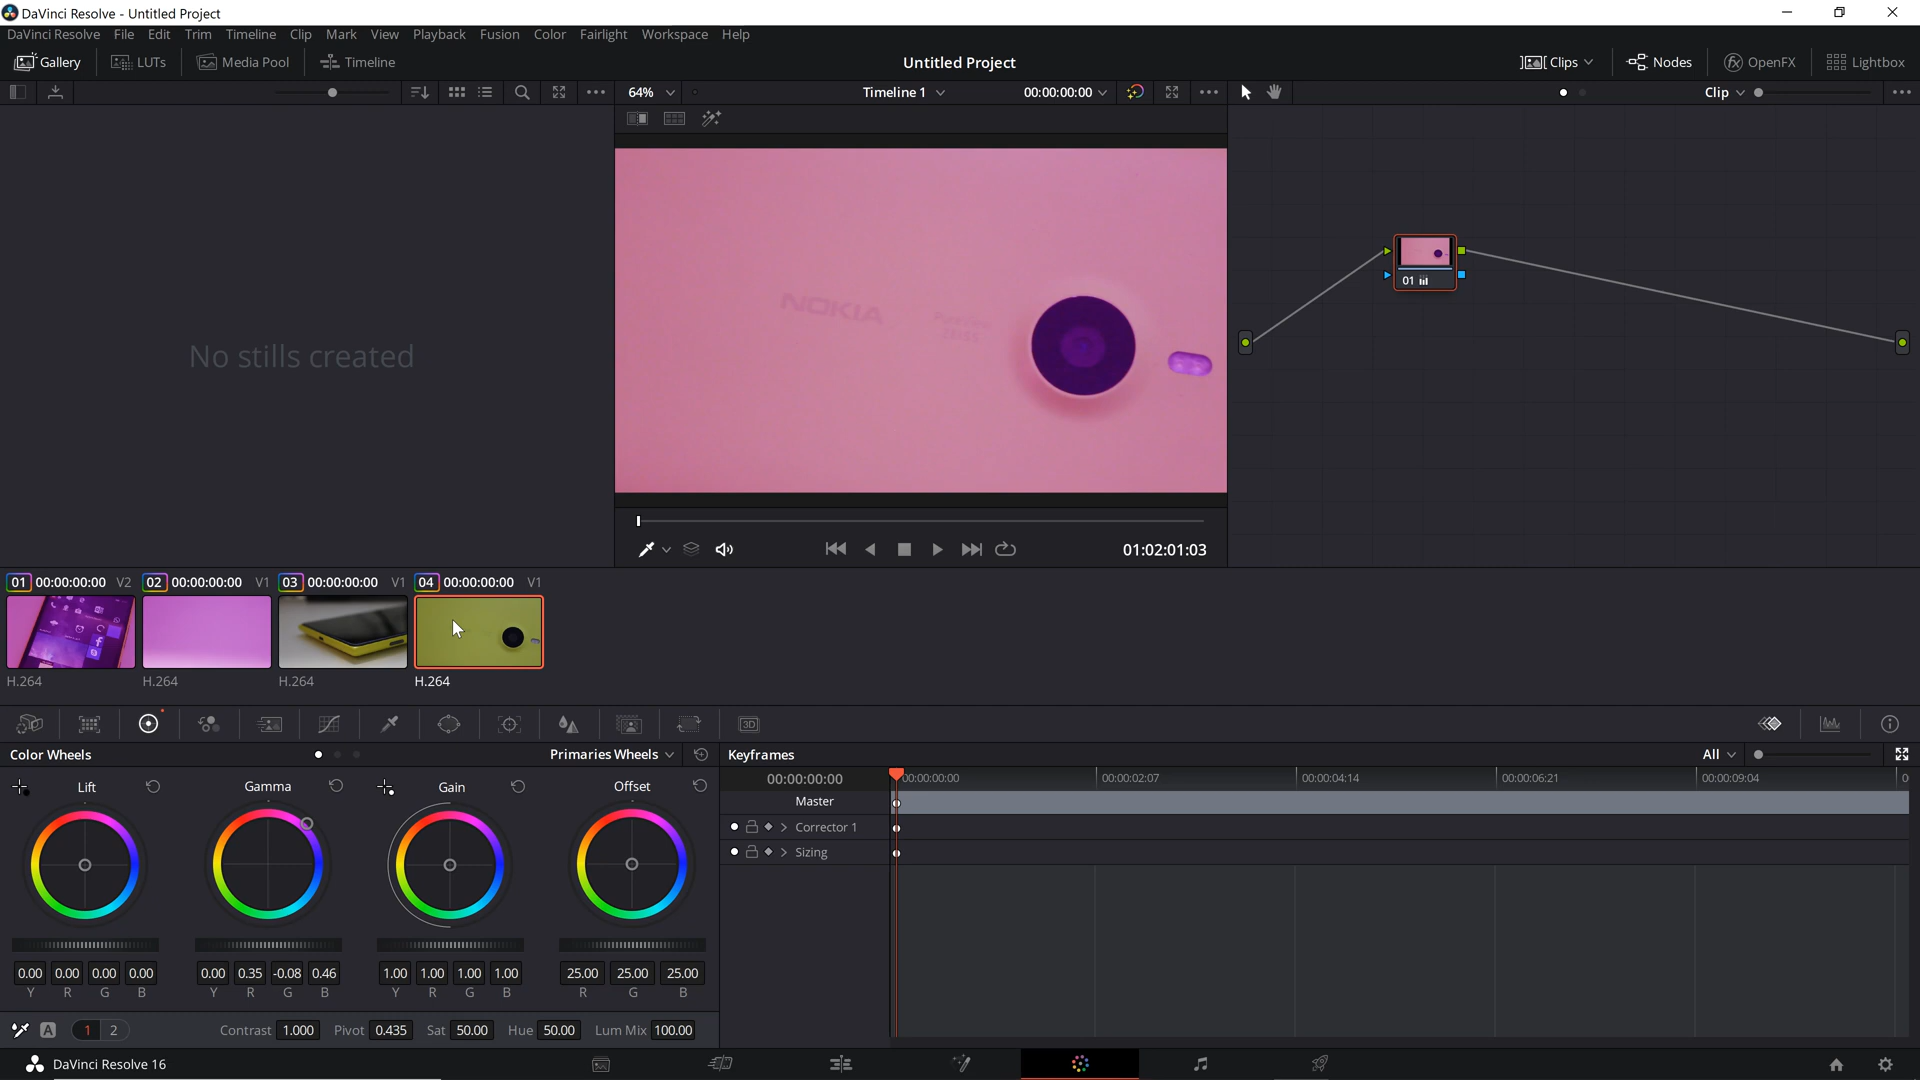 DaVinci Resolve - Untitled Project
DaVinci Resolve File Edit Trim Timeline Clip Mark View Playback Fusion Color Fairlight Workspace Help
Gallery LUTs Media Pool Timeline Untitled Project Clips Nodes OpenFX Lightbox
64% Timeline 1 00:00:00:00 Clip
NOKIA
No stills created
01
01:02:01:03
01 00:00:00:00 V2 02 00:00:00:00 V1 03 00:00:00:00 V1 04 00:00:00:00 V1
H.264 H.264 H.264 H.264
3D
Color Wheels Primaries Wheels Keyframes All
Lift Gamma Gain Offset
00:00:00:00 00:00:00:00 00:00:02:07 00:00:04:14 00:00:06:21 00:00:09:04 0
Master
Corrector 1
Sizing
0.00 0.00 0.00 0.00 0.00 0.35 -0.08 0.46 1.00 1.00 1.00 1.00 25.00 25.00 25.00
Y R G B Y R G B Y R G B R G B
A 1 2 Contrast 1.000 Pivot 0.435 Sat 50.00 Hue 50.00 Lum Mix 100.00
DaVinci Resolve 16